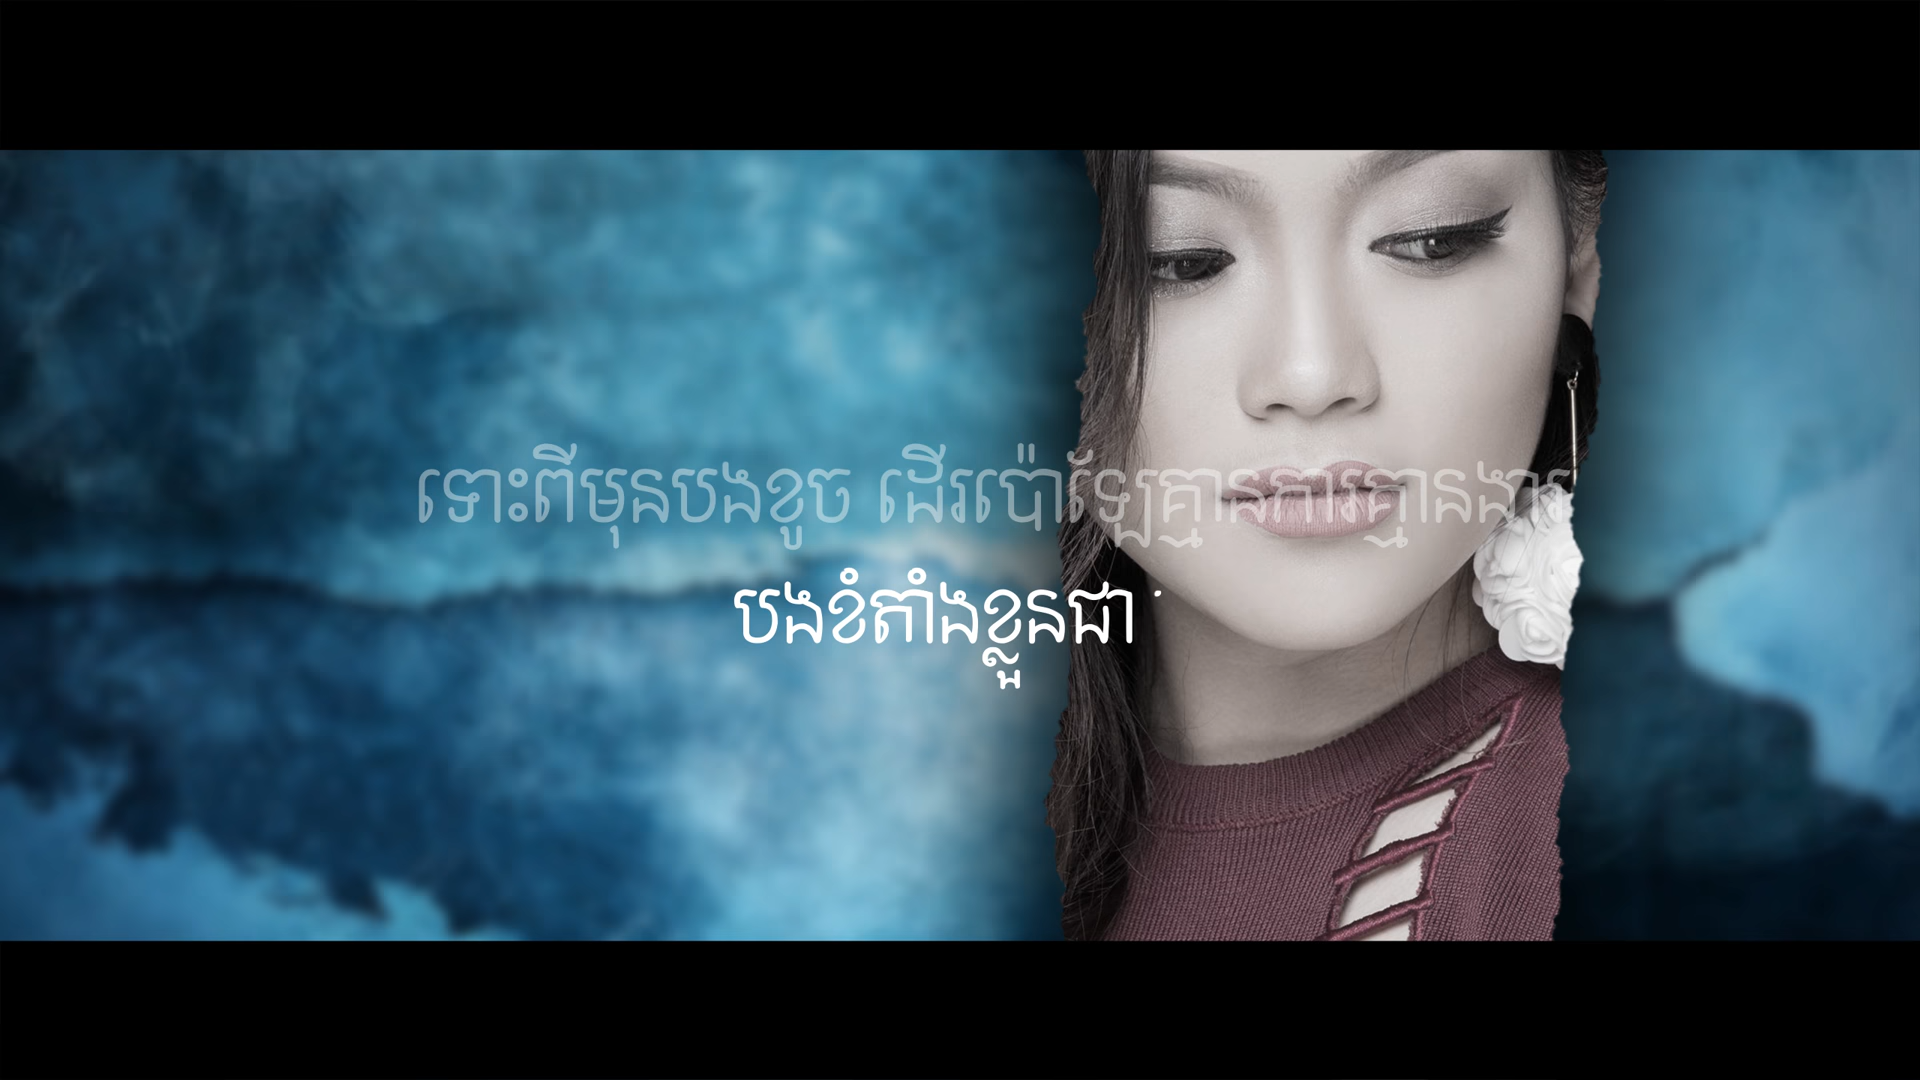 ទោះពីមុនបងខូច ដើរប៉ោឡែគ្មានការគ្មានងារ
បងខំតាំងខ្លួនជា